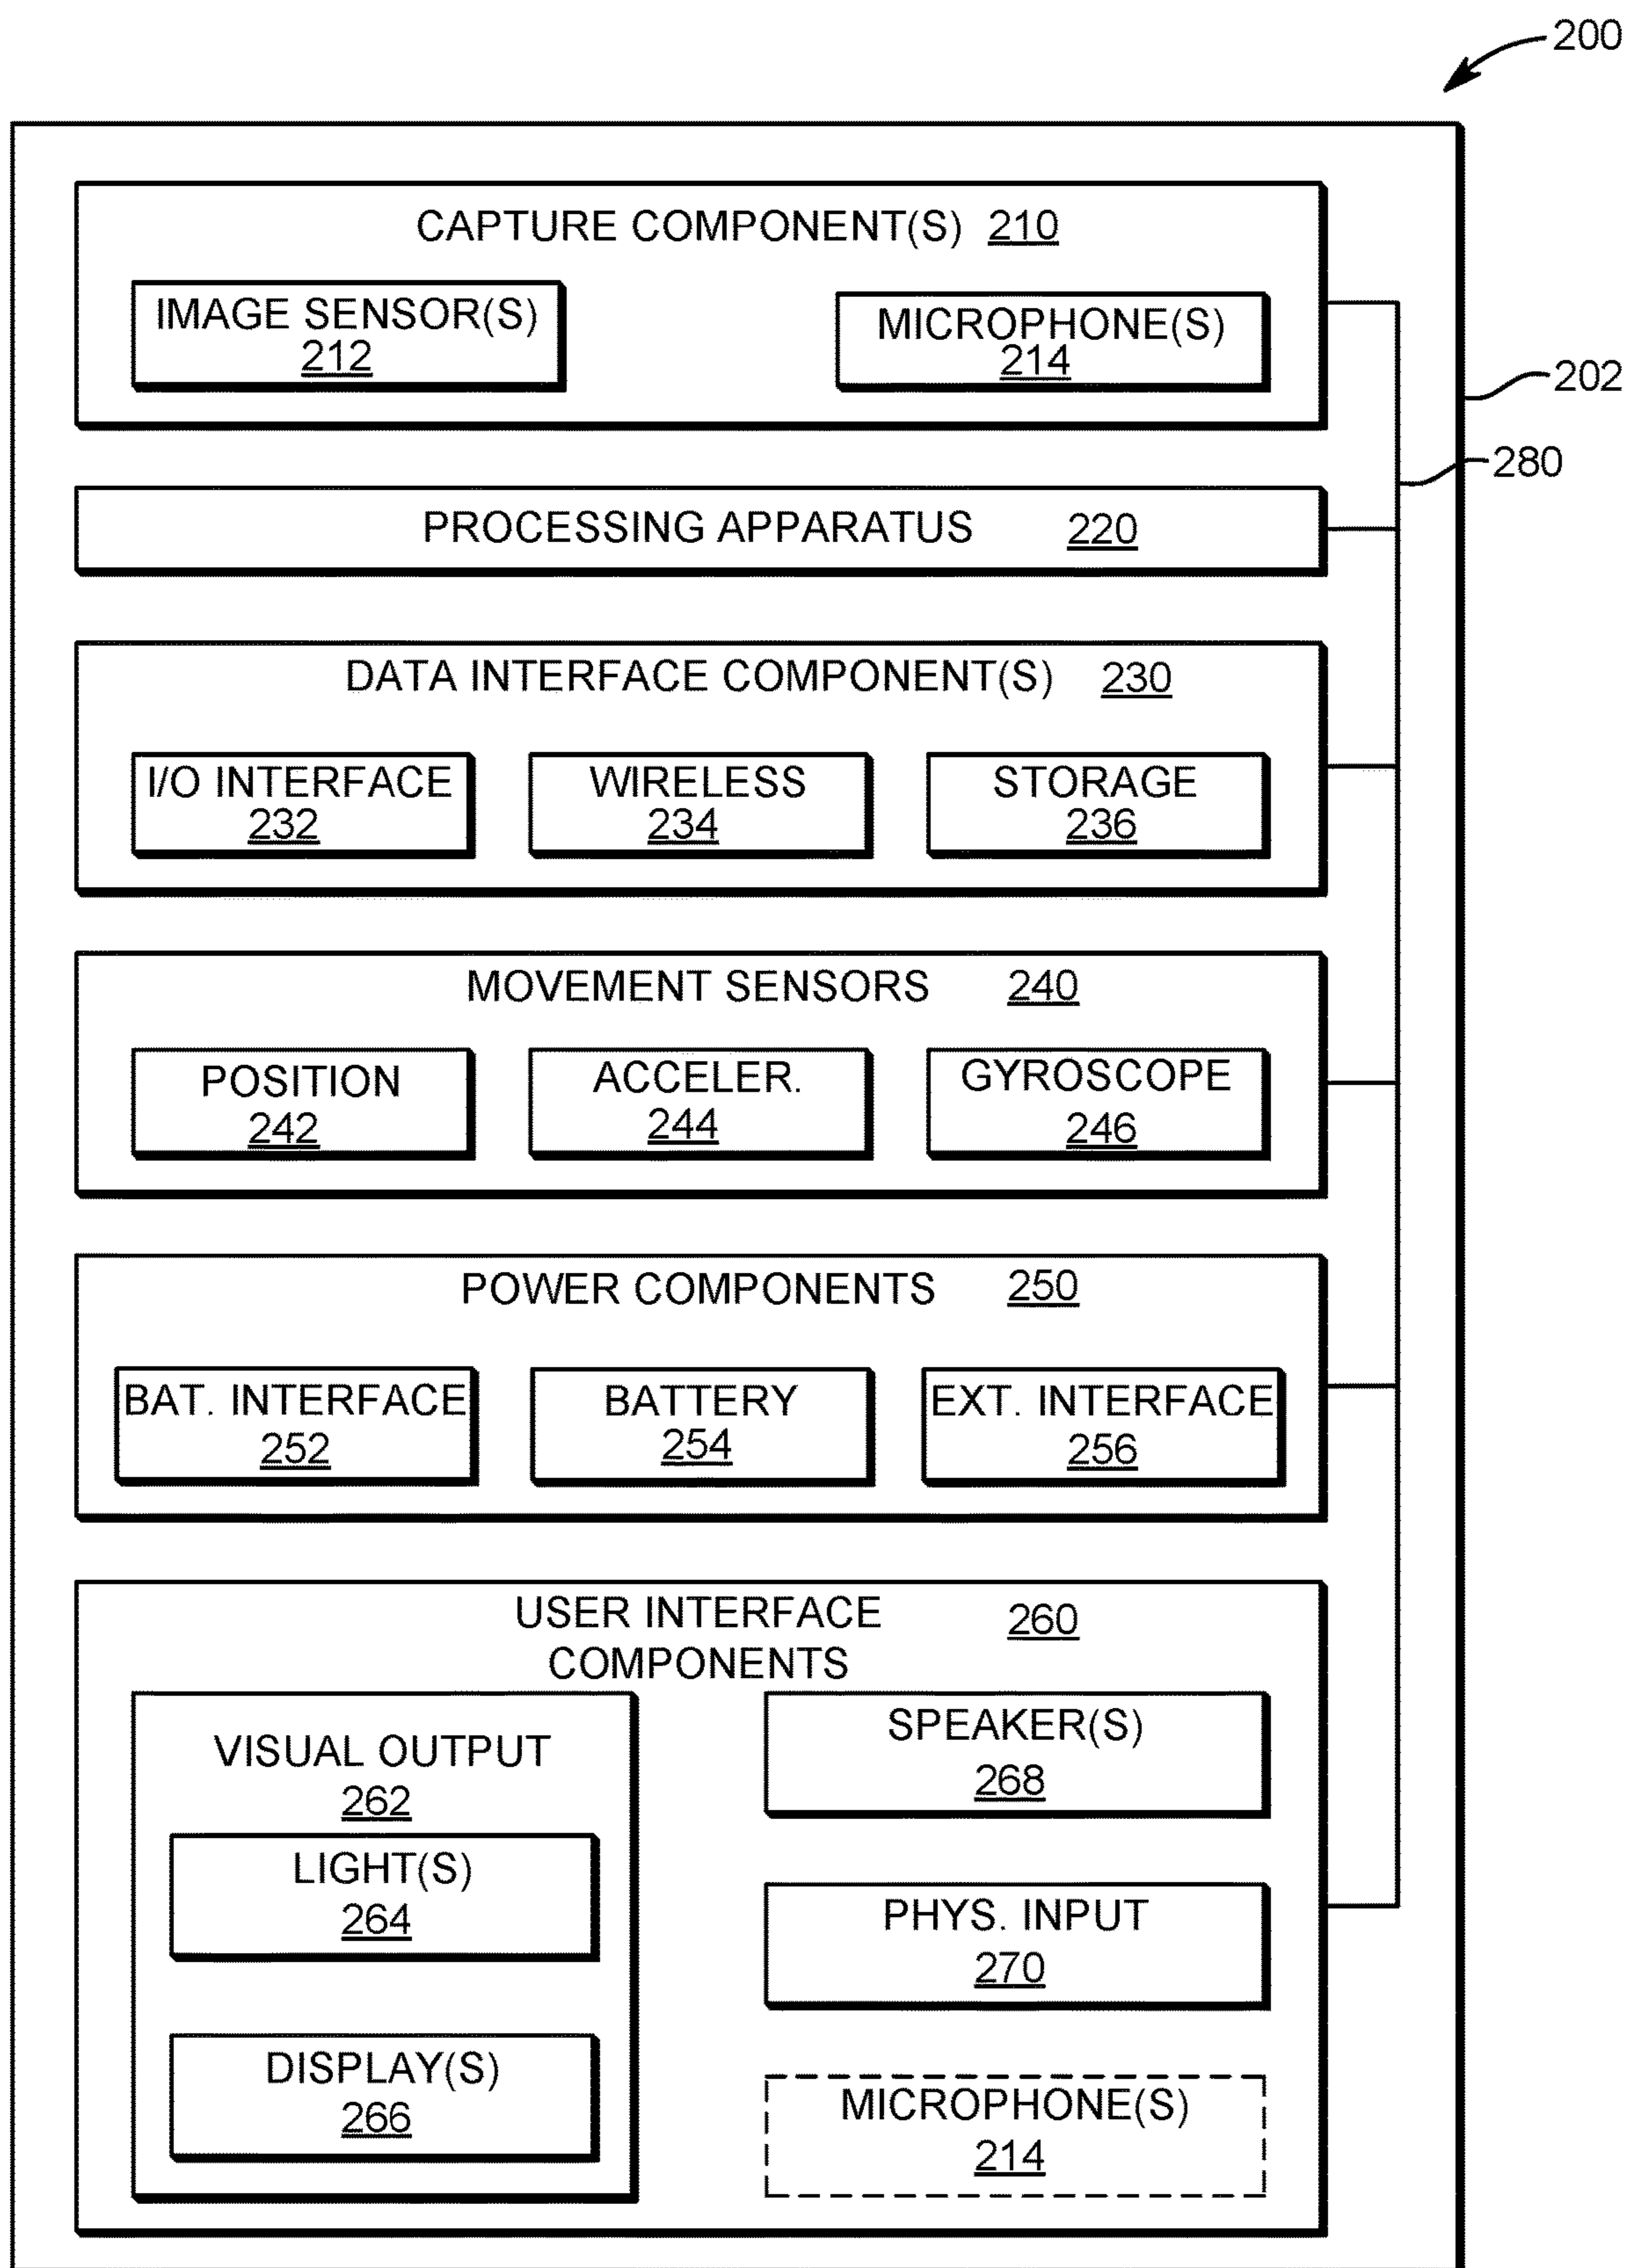 200
CAPTURE COMPONENT(S) 210
IMAGE SENSOR(S)
212
MICROPHONE(S)
214
202
280
PROCESSING APPARATUS 220
DATA INTERFACE COMPONENT(S) 230
I/O INTERFACE
232
WIRELESS
234
STORAGE
236
MOVEMENT SENSORS 240
POSITION
242
ACCELER.
244
GYROSCOPE
246
POWER COMPONENTS 250
BAT. INTERFACE
252
BATTERY
254
EXT. INTERFACE
256
USER INTERFACE 260
COMPONENTS
VISUAL OUTPUT
262
LIGHT(S)
264
DISPLAY(S)
266
SPEAKER(S)
268
PHYS. INPUT
270
MICROPHONE(S)
214